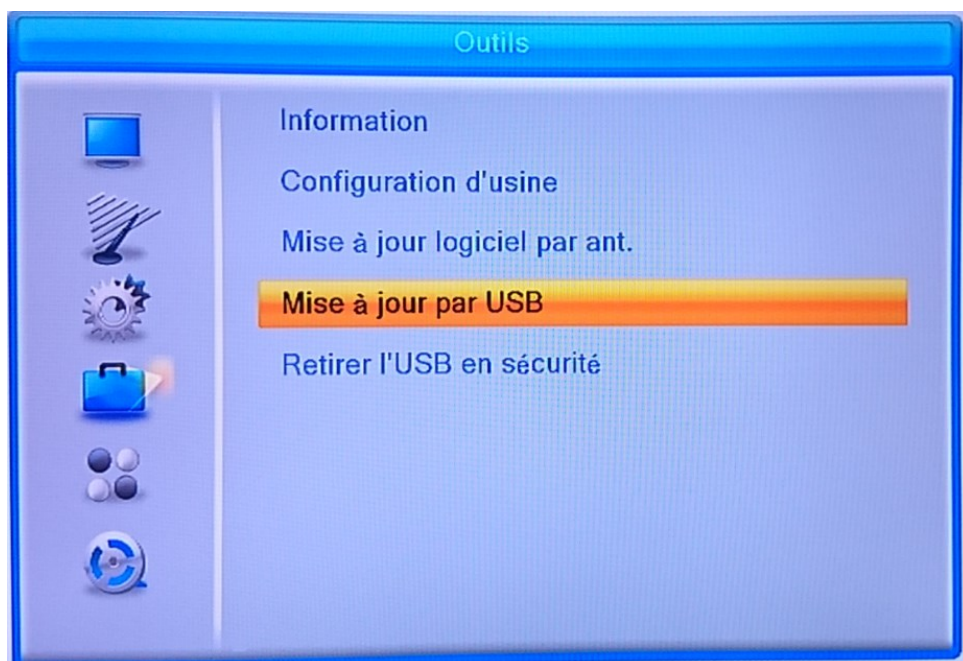 Outils
Information
Configuration d'usine
Mise à jour logiciel par ant.
Mise à jour par USB
Retirer l'USB en sécurité